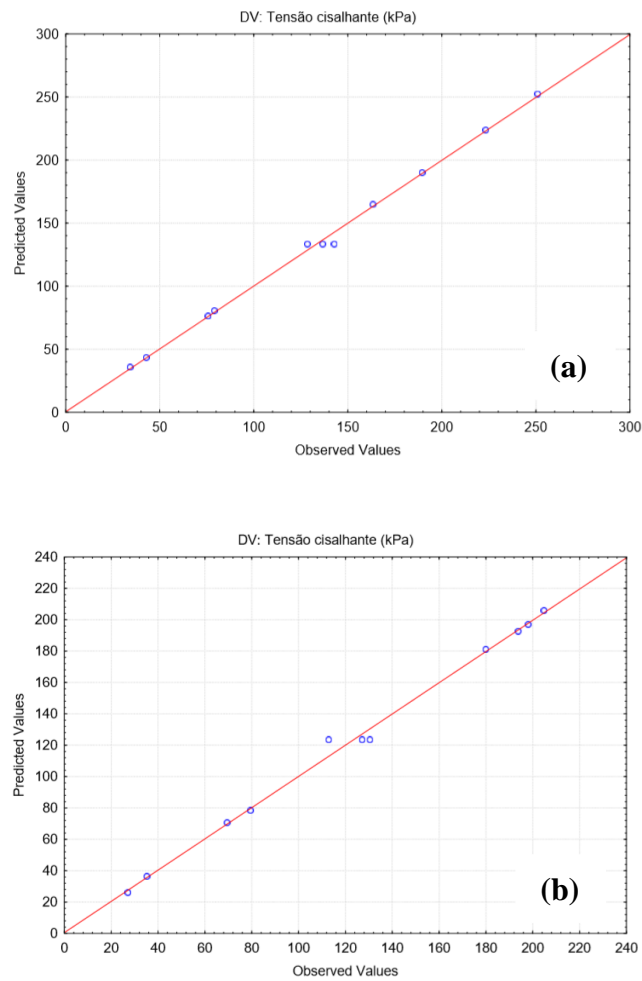 DV: Tensão cisalhante (kPa)
300
250
200
150
100
50
0
Predicted Values
0 50 100 150 200 250 300
Observed Values
(a)
DV: Tensão cisalhante (kPa)
240
220
200
180
160
140
120
100
80
60
40
20
0
Predicted Values
0 20 40 60 80 100 120 140 160 180 200 220 240
Observed Values
(b)